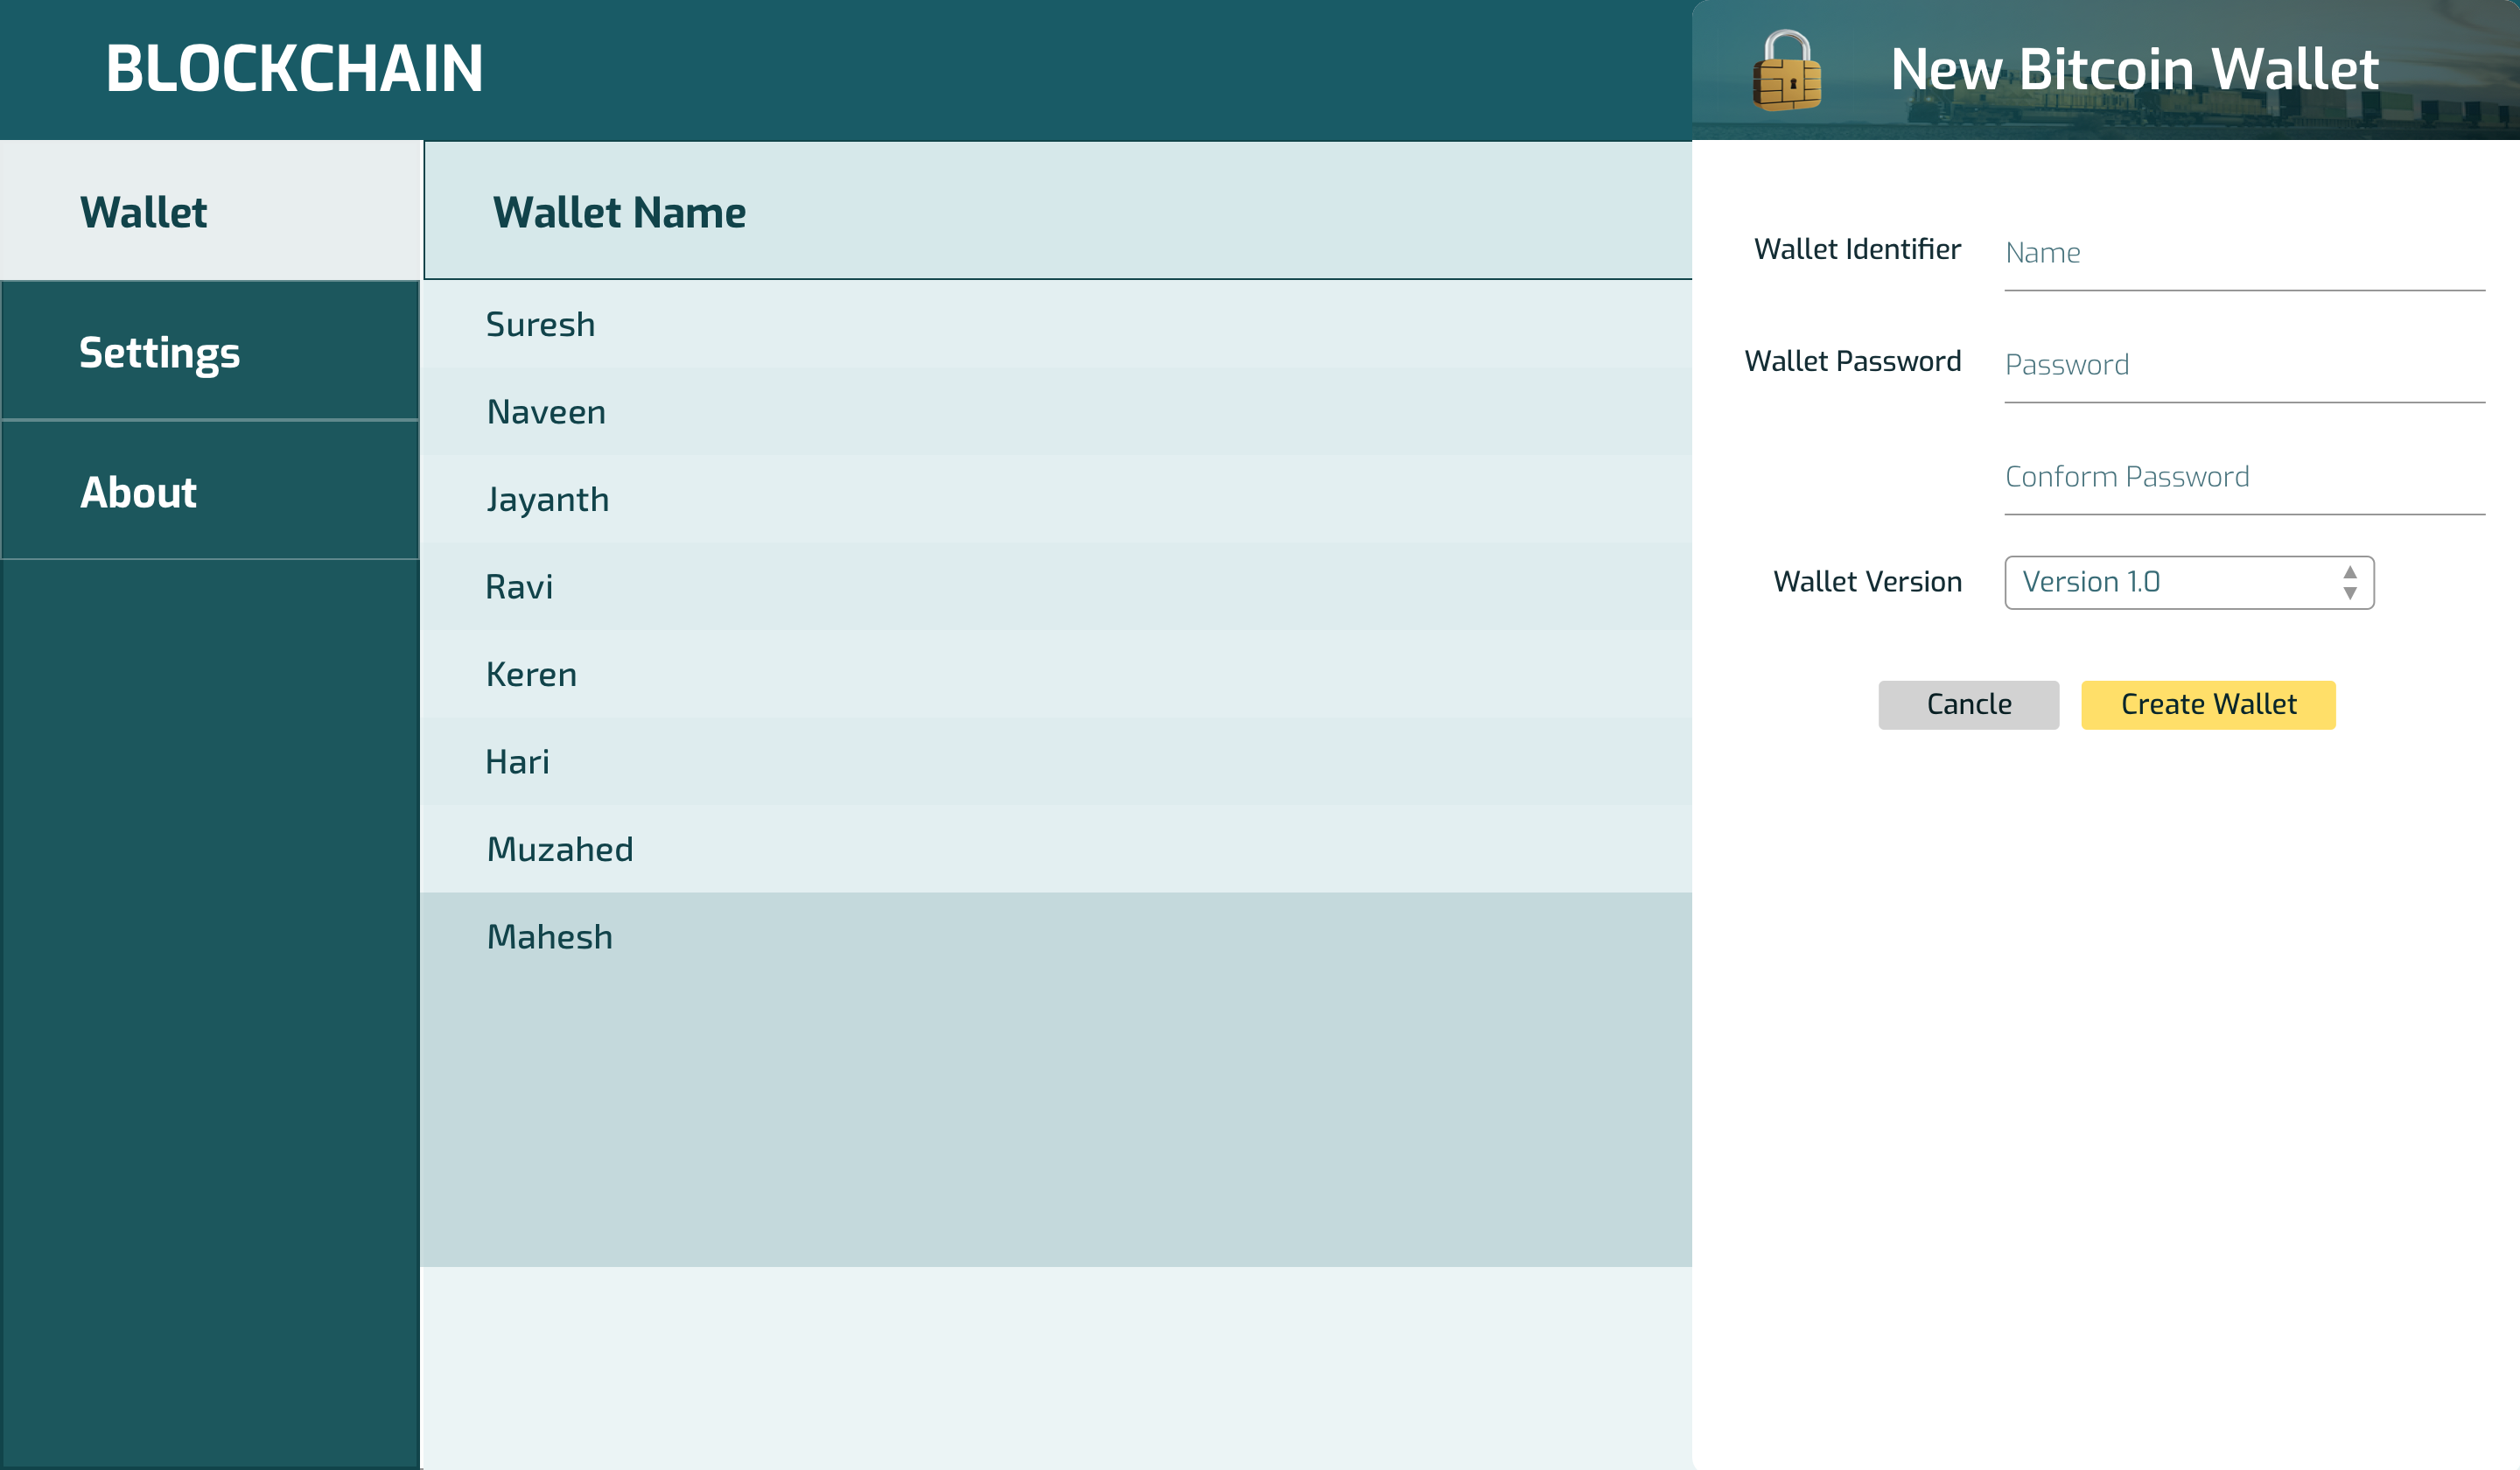 BLOCKCHAIN
New Bitcoin Wallet
Wallet
Settings
About
Wallet Name
Suresh
Naveen
Jayanth
Ravi
Keren
Hari
Muzahed
Mahesh
Wallet Identifier
Name
Wallet Password
Password
Conform Password
Wallet Version
Version 1.0
Cancle
Create Wallet